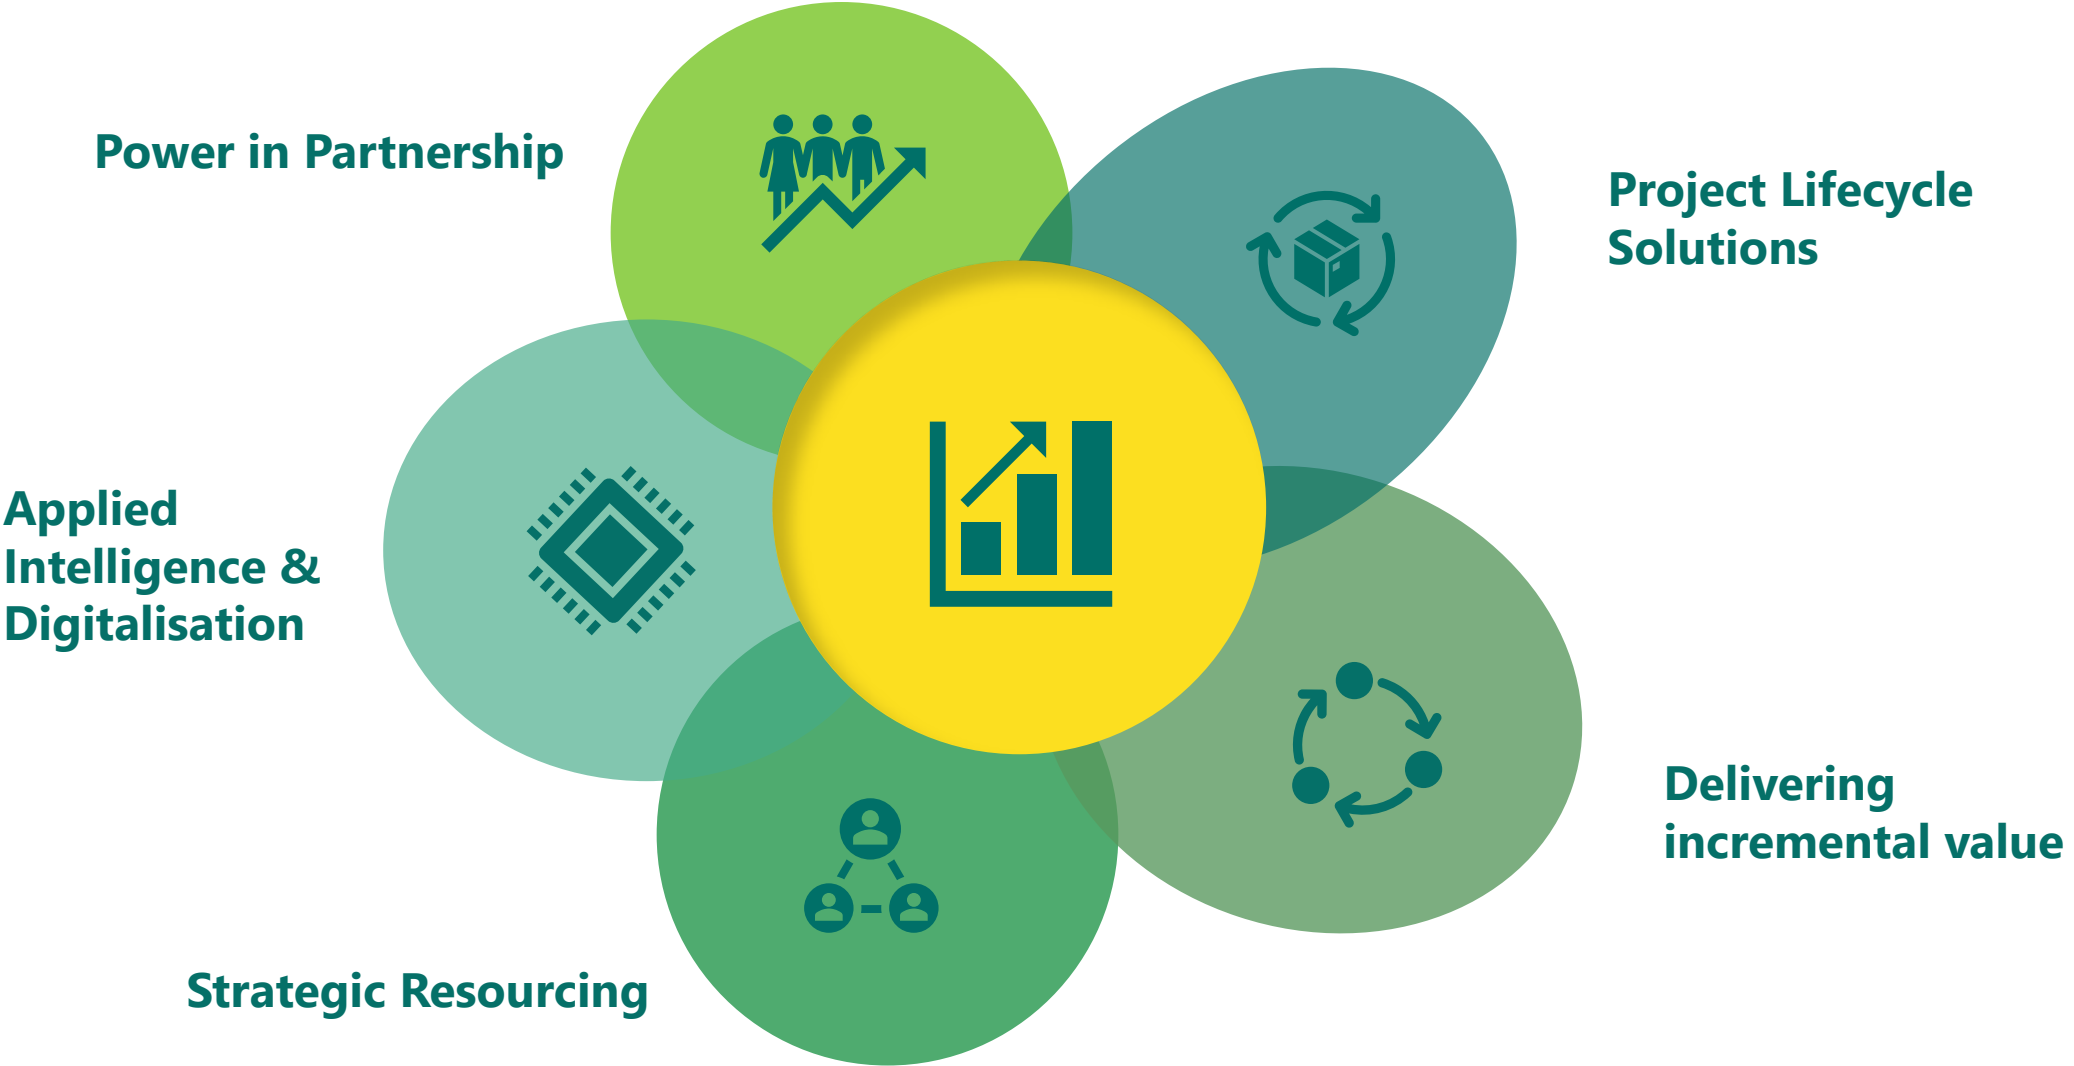 Power in Partnership
Project Lifecycle
Solutions
Applied
Intelligence &
Digitalisation
Delivering
incremental value
Strategic Resourcing